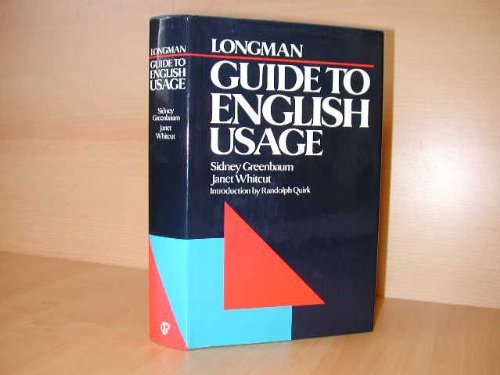 LONGMAN
GUIDE TO
ENGLISH
USAGE
Sidney
Greenbaum
Janet
Whitcut
LONGMAN
GUIDE TO
ENGLISH
USAGE
Sidney Greenbaum
Janet Whitcut
Introduction by Randolph Quirk